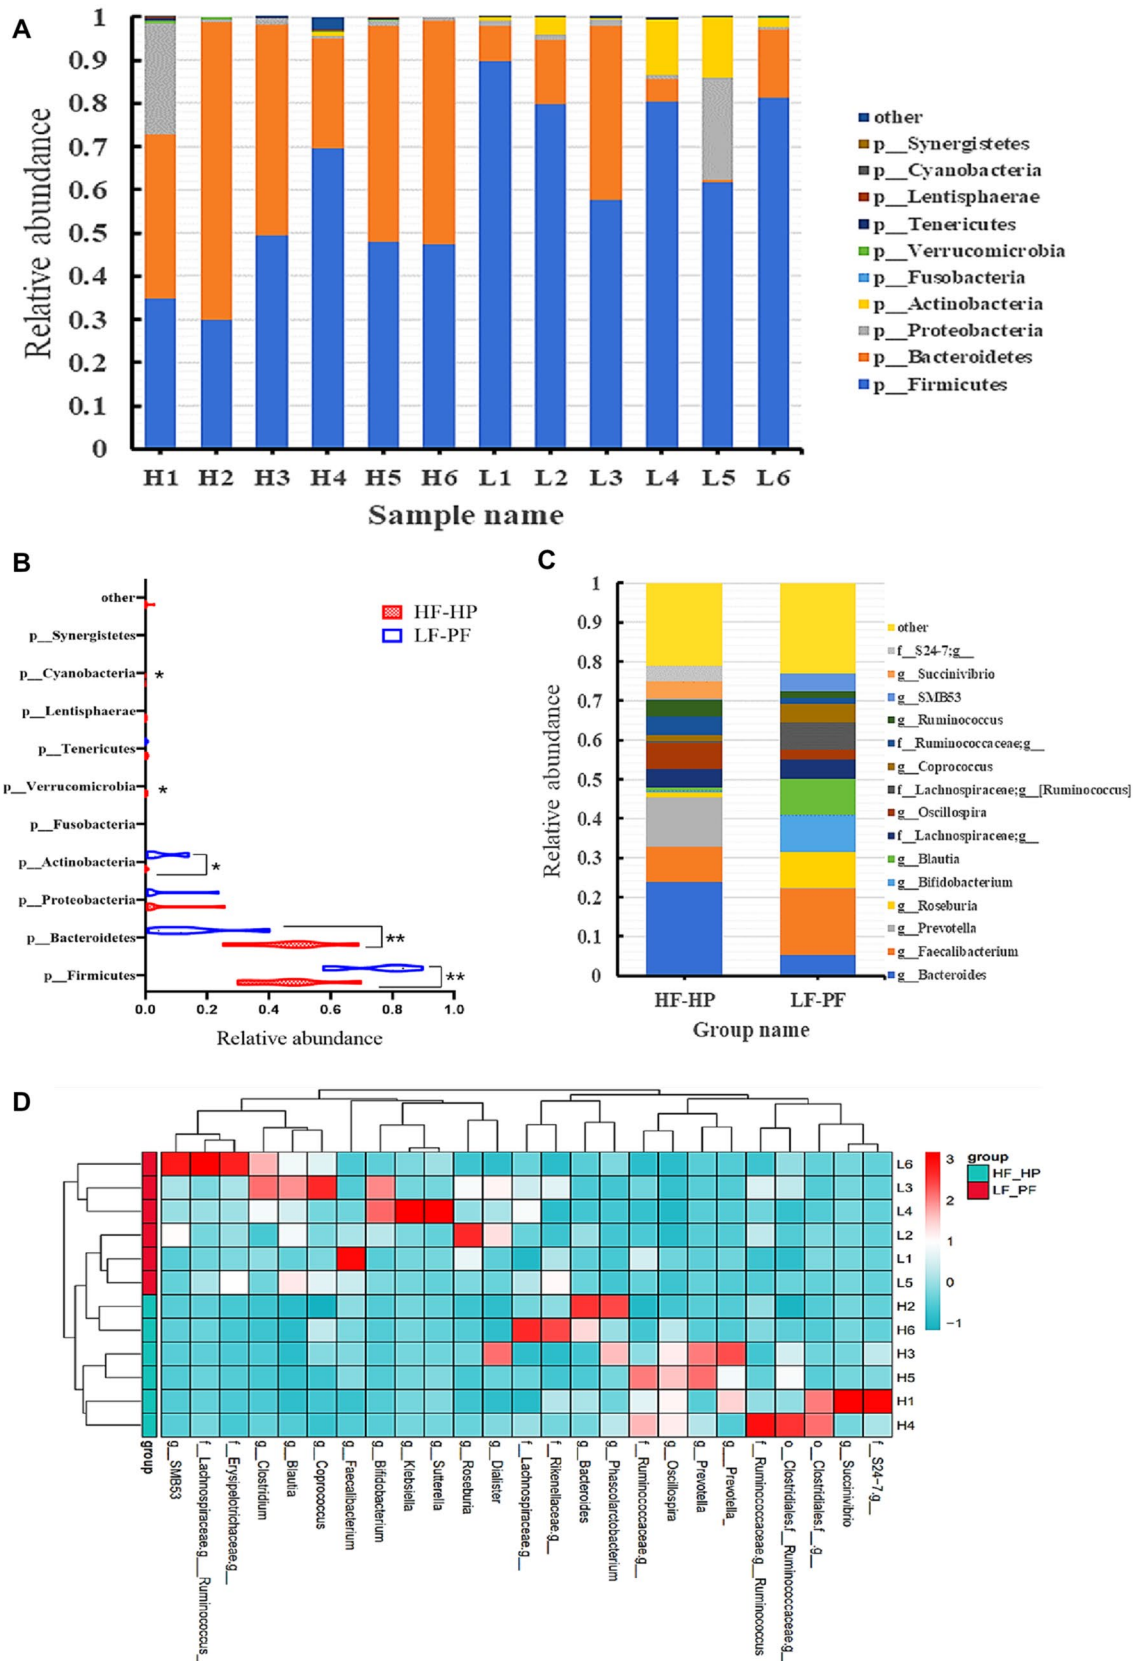 A
Relative abundance
1
0.9
0.8
0.7
0.6
0.5
0.4
0.3
0.2
0.1
0
H1 H2 H3 H4 H5 H6 L1 L2 L3 L4 L5 L6
Sample name
other
p__Synergistetes
p__Cyanobacteria
p__Lentisphaerae
p__Tenericutes
p__Verrucomicrobia
p__Fusobacteria
p__Actinobacteria
p__Proteobacteria
p__Bacteroidetes
p__Firmicutes
B
other
p__Synergistetes
p__Cyanobacteria *
p__Lentisphaerae
p__Tenericutes
p__Verrucomicrobia *
p__Fusobacteria
p__Actinobacteria *
p__Proteobacteria
p__Bacteroidetes **
p__Firmicutes **
0.0 0.2 0.4 0.6 0.8 1.0
Relative abundance
HF-HP
LF-PF
C
Relative abundance
1
0.9
0.8
0.7
0.6
0.5
0.4
0.3
0.2
0.1
0
HF-HP LF-PF
Group name
other
f__S24-7;g__
g__Succinivibrio
g__SMB53
g__Ruminococcus
f__Ruminococcaceae;g__
g__Coprococcus
f__Lachnospiraceae;g__[Ruminococcus]
g__Oscillospira
f__Lachnospiracene;g__
g__Blautia
g__Bifidobacterium
g__Roseburia
g__Prevotella
g__Faecalibacterium
g__Bacteroides
D
L6
L3
L4
L2
L1
L5
H2
H6
H3
H5
H1
H4
3
2
1
0
−1
group
HF_HP
LF_PF
group
g__SMB53
f__Lachnospiraceae.g___Ruminococcus_
f__Erysipelotrichaceae.g__
g__Clostridium
g__Blautia
g__Coprococcus
g__Faecalibacterium
g__Bifidobacterium
g__Klebsiella
g__Sutterella
g__Roseburia
g__Dialister
f__Lachnospiraceae.g__
f__Rikenellaceae.g__
g__Bacteroides
g__Phascolarctobacterium
f__Ruminococcaceae.g__
g__Oscillospira
g__Prevotella
g___Prevotella_
f__Ruminococcaceae.g__Ruminococcus
o__Clostridiales.f__Ruminococcaceae.g__
o__Clostridiales.f__.g__
g__Succinivibrio
f__S24−7.g__